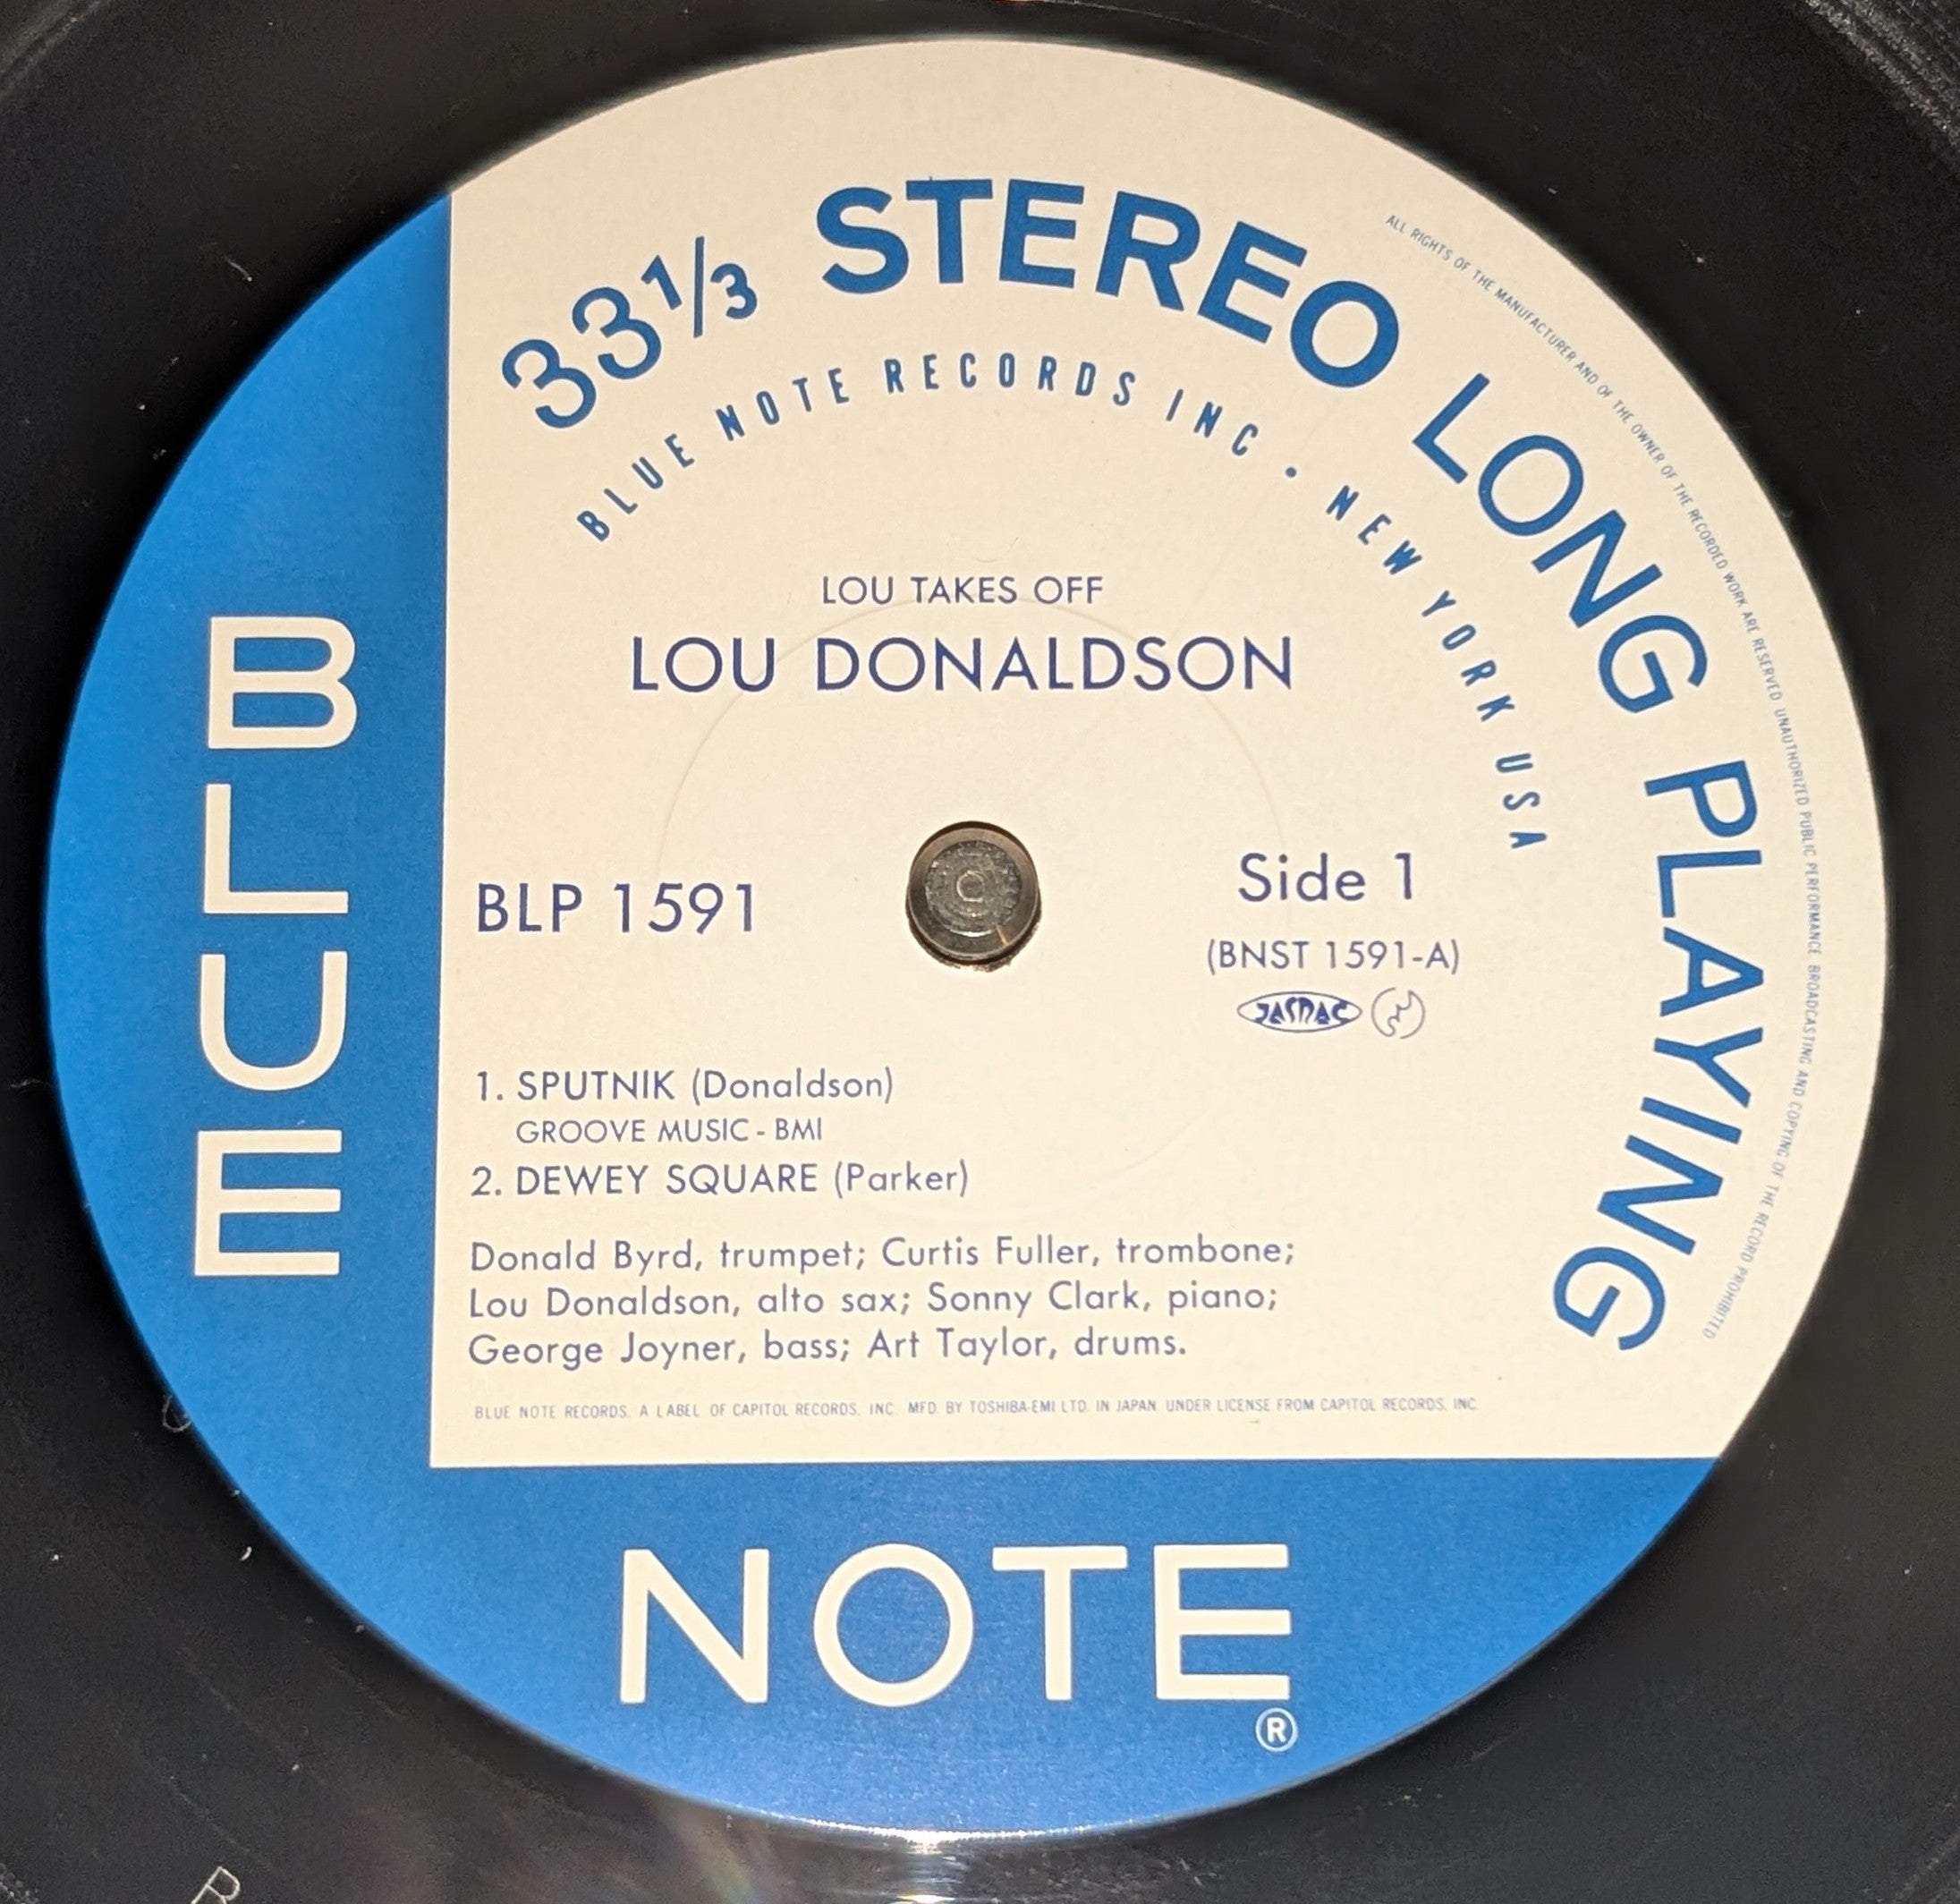 33⅓ STEREO LONG PLAYING
BLUE NOTE RECORDS INC • NEW YORK USA
ALL RIGHTS OF THE MANUFACTURER AND OF THE OWNER OF THE RECORDED WORK ARE RESERVED UNAUTHORIZED PUBLIC PERFORMANCE BROADCASTING AND COPYING OF THE RECORD PROHIBITED
LOU TAKES OFF
LOU DONALDSON
BLP 1591
Side 1
(BNST 1591-A)
JASRAC
1. SPUTNIK (Donaldson)
GROOVE MUSIC - BMI
2. DEWEY SQUARE (Parker)
Donald Byrd, trumpet; Curtis Fuller, trombone;
Lou Donaldson, alto sax; Sonny Clark, piano;
George Joyner, bass; Art Taylor, drums.
BLUE NOTE RECORDS, A LABEL OF CAPITOL RECORDS, INC. MFD. BY TOSHIBA-EMI LTD. IN JAPAN. UNDER LICENSE FROM CAPITOL RECORDS, INC.
BLUE
NOTE
®
R